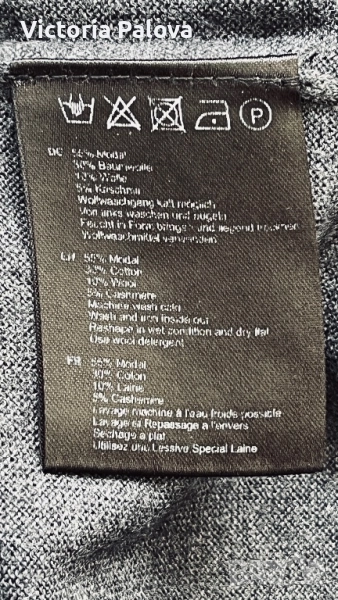 Victoria Palova
P
DE 55% Modal
30% Baumwolle
10% Wolle
5% Kaschmir
Wollwaschgang kalt möglich
Von links waschen und bügeln
Feucht in Form bringen und liegend trocknen
Wollwaschmittel verwenden
EN 55% Modal
30% Cotton
10% Wool
5% Cashmere
Machine wash cold
Wash and iron inside out
Reshape in wet condition and dry flat
Use wool detergent
FR 55% Modal
30% Coton
10% Laine
5% Cashemire
Lavage machine à l'eau froide possible
Lavage et Repassage a l'envers
Sechage a plat
Utilisez une Lessive Special Laine